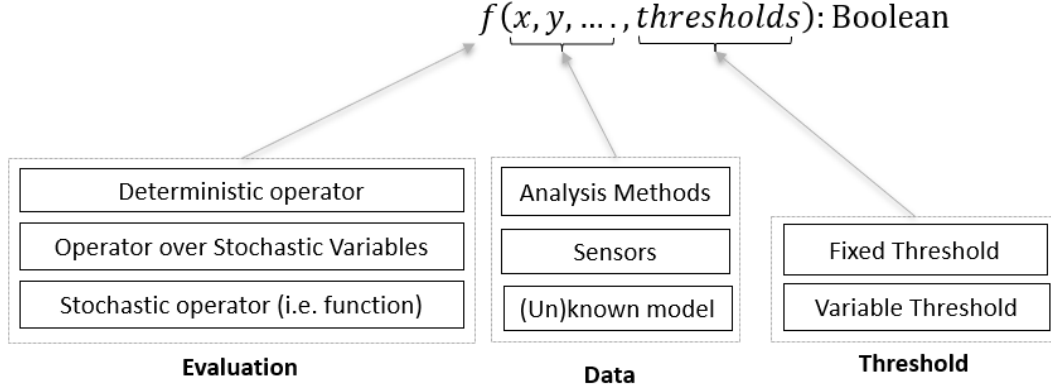 f(x, y, … . , thresholds): Boolean
Deterministic operator
Operator over Stochastic Variables
Stochastic operator (i.e. function)
Evaluation
Analysis Methods
Sensors
(Un)known model
Data
Fixed Threshold
Variable Threshold
Threshold